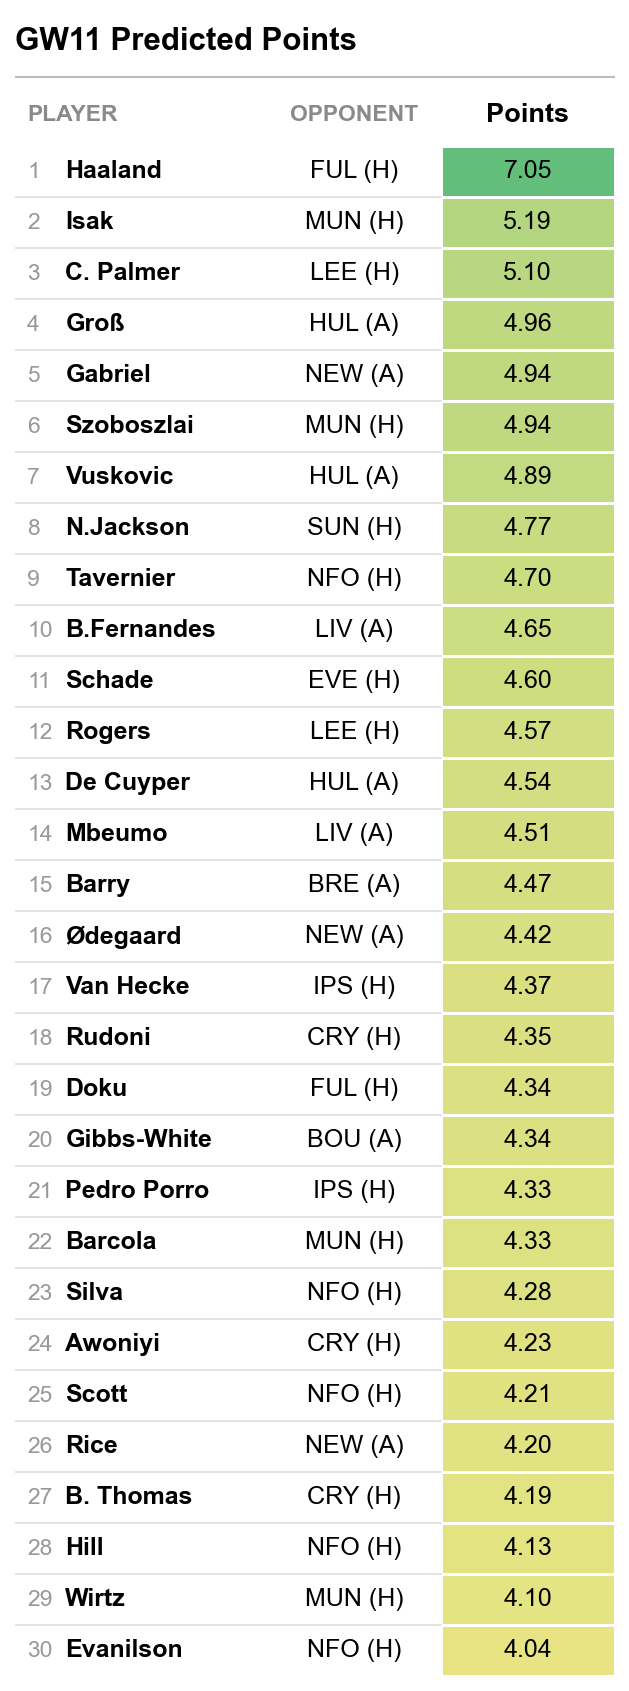 GW11 Predicted Points
PLAYER OPPONENT Points
1 Haaland FUL (H) 7.05
2 Isak MUN (H) 5.19
3 C. Palmer LEE (H) 5.10
4 Groß HUL (A) 4.96
5 Gabriel NEW (A) 4.94
6 Szoboszlai MUN (H) 4.94
7 Vuskovic HUL (A) 4.89
8 N.Jackson SUN (H) 4.77
9 Tavernier NFO (H) 4.70
10 B.Fernandes LIV (A) 4.65
11 Schade EVE (H) 4.60
12 Rogers LEE (H) 4.57
13 De Cuyper HUL (A) 4.54
14 Mbeumo LIV (A) 4.51
15 Barry BRE (A) 4.47
16 Ødegaard NEW (A) 4.42
17 Van Hecke IPS (H) 4.37
18 Rudoni CRY (H) 4.35
19 Doku FUL (H) 4.34
20 Gibbs-White BOU (A) 4.34
21 Pedro Porro IPS (H) 4.33
22 Barcola MUN (H) 4.33
23 Silva NFO (H) 4.28
24 Awoniyi CRY (H) 4.23
25 Scott NFO (H) 4.21
26 Rice NEW (A) 4.20
27 B. Thomas CRY (H) 4.19
28 Hill NFO (H) 4.13
29 Wirtz MUN (H) 4.10
30 Evanilson NFO (H) 4.04